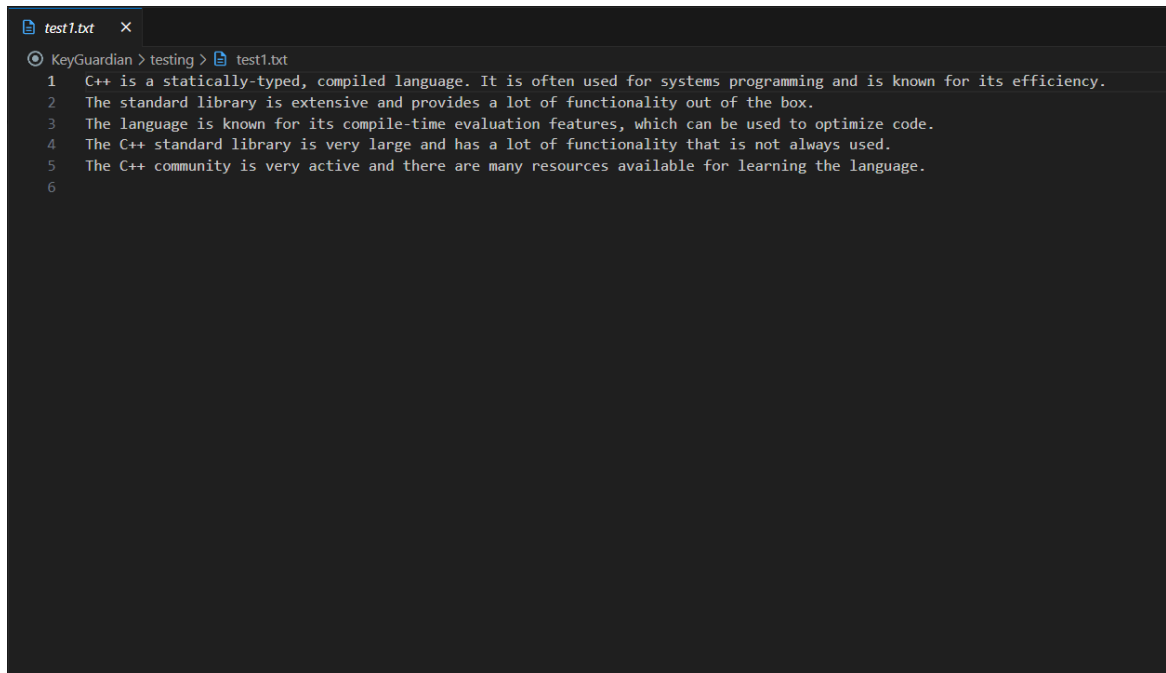 test1.txt ×
KeyGuardian > testing > test1.txt
1 C++ is a statically-typed, compiled language. It is often used for systems programming and is known for its efficiency.
2 The standard library is extensive and provides a lot of functionality out of the box.
3 The language is known for its compile-time evaluation features, which can be used to optimize code.
4 The C++ standard library is very large and has a lot of functionality that is not always used.
5 The C++ community is very active and there are many resources available for learning the language.
6